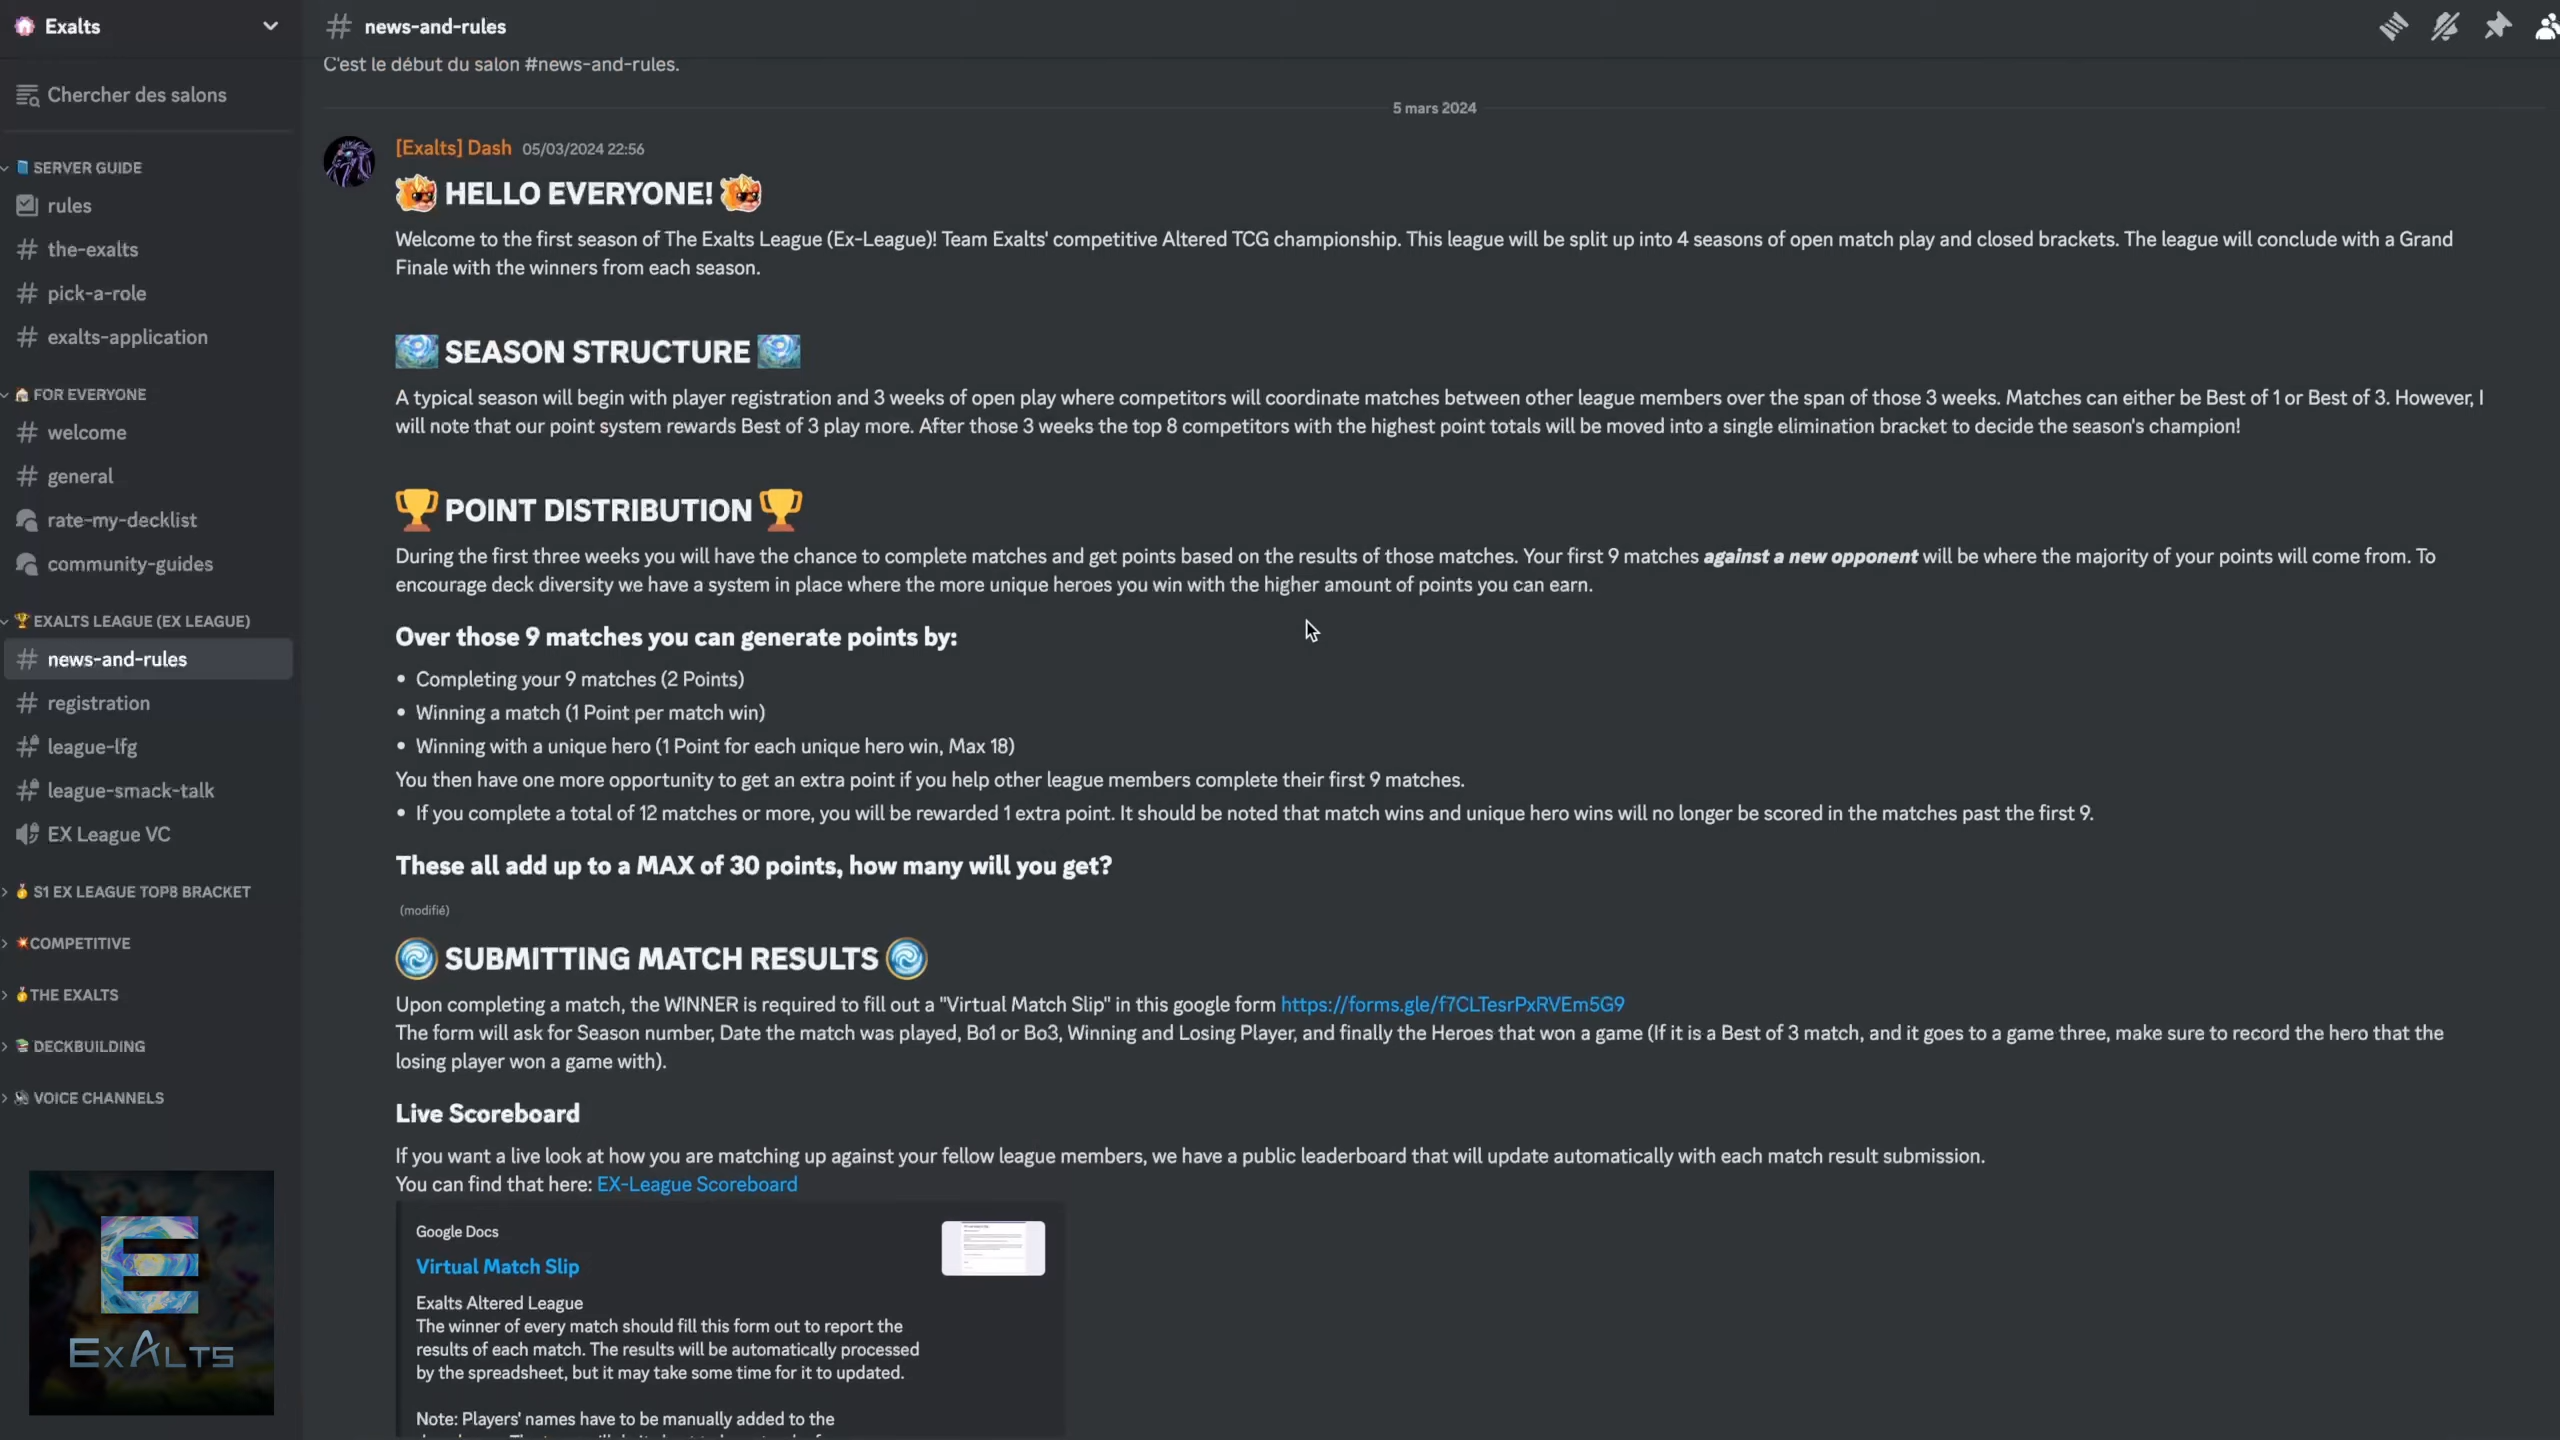 Exalts
Chercher des salons
SERVER GUIDE
rules
the-exalts
pick-a-role
exalts-application
FOR EVERYONE
welcome
general
rate-my-decklist
community-guides
EXALTS LEAGUE (EX LEAGUE)
news-and-rules
registration
league-lfg
league-smack-talk
EX League VC
S1 EX LEAGUE TOP8 BRACKET
COMPETITIVE
THE EXALTS
DECKBUILDING
VOICE CHANNELS
E
EXALTS
news-and-rules
C'est le début du salon #news-and-rules.
5 mars 2024
[Exalts] Dash 05/03/2024 22:56
HELLO EVERYONE!
Welcome to the first season of The Exalts League (Ex-League)! Team Exalts' competitive Altered TCG championship. This league will be split up into 4 seasons of open match play and closed brackets. The league will conclude with a Grand
Finale with the winners from each season.
SEASON STRUCTURE
A typical season will begin with player registration and 3 weeks of open play where competitors will coordinate matches between other league members over the span of those 3 weeks. Matches can either be Best of 1 or Best of 3. However, I
will note that our point system rewards Best of 3 play more. After those 3 weeks the top 8 competitors with the highest point totals will be moved into a single elimination bracket to decide the season's champion!
POINT DISTRIBUTION
During the first three weeks you will have the chance to complete matches and get points based on the results of those matches. Your first 9 matches against a new opponent will be where the majority of your points will come from. To
encourage deck diversity we have a system in place where the more unique heroes you win with the higher amount of points you can earn.
Over those 9 matches you can generate points by:
• Completing your 9 matches (2 Points)
• Winning a match (1 Point per match win)
• Winning with a unique hero (1 Point for each unique hero win, Max 18)
You then have one more opportunity to get an extra point if you help other league members complete their first 9 matches.
• If you complete a total of 12 matches or more, you will be rewarded 1 extra point. It should be noted that match wins and unique hero wins will no longer be scored in the matches past the first 9.
These all add up to a MAX of 30 points, how many will you get?
(modifié)
SUBMITTING MATCH RESULTS
Upon completing a match, the WINNER is required to fill out a "Virtual Match Slip" in this google form https://forms.gle/f7CLTesrPxRVEm5G9
The form will ask for Season number, Date the match was played, Bo1 or Bo3, Winning and Losing Player, and finally the Heroes that won a game (If it is a Best of 3 match, and it goes to a game three, make sure to record the hero that the
losing player won a game with).
Live Scoreboard
If you want a live look at how you are matching up against your fellow league members, we have a public leaderboard that will update automatically with each match result submission.
You can find that here: EX-League Scoreboard
Google Docs
Virtual Match Slip
Exalts Altered League
The winner of every match should fill this form out to report the
results of each match. The results will be automatically processed
by the spreadsheet, but it may take some time for it to updated.
Note: Players' names have to be manually added to the